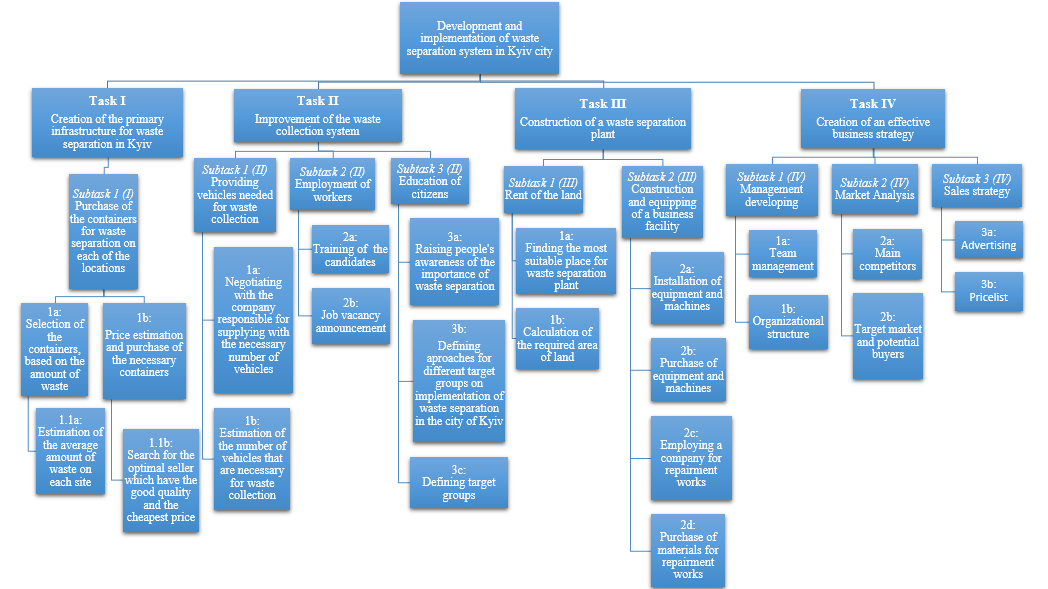 Development and
implementation of waste
separation system in Kyiv city
Task I
Creation of the primary
infrastructure for waste
separation in Kyiv
Task II
Improvement of the waste
collection system
Task III
Construction of a waste separation
plant
Task IV
Creation of an effective
business strategy
Subtask 1 (I)
Purchase of
the containers
for waste
separation on
each of the
locations
1a:
Selection of
the
containers,
based on the
amount of
waste
1.1a:
Estimation of
the average
amount of
waste on
each site
1b:
Price estimation
and purchase of
the necessary
containers
1.1b:
Search for the
optimal seller
which have the
good quality
and the
cheapest price
Subtask 1 (II)
Providing
vehicles needed
for waste
collection
1a:
Negotiating
with the
company
responsible for
supplying with
the necessary
number of
vehicles
1b:
Estimation of
the number of
vehicles that
are necessary
for waste
collection
Subtask 2 (II)
Employment of
workers
2a:
Training of the
candidates
2b:
Job vacancy
announcement
Subtask 3 (II)
Education of
citizens
3a:
Raising people's
awareness of the
importance of
waste separation
3b:
Defining
aproaches for
different target
groups on
implementation of
waste separation
in the city of Kyiv
3c:
Defining target
groups
Subtask 1 (III)
Rent of the land
1a:
Finding the most
suitable place for
waste separation
plant
1b:
Calculation of
the required area
of land
Subtask 2 (III)
Construction
and equipping
of a business
facility
2a:
Installation of
equipment and
machines
2b:
Purchase of
equipment and
machines
2c:
Employing a
company for
repairment
works
2d:
Purchase of
materials for
repairment
works
Subtask 1 (IV)
Management
developing
1a:
Team
management
1b:
Organizational
structure
Subtask 2 (IV)
Market Analysis
2a:
Main
competitors
2b:
Target market
and potential
buyers
Subtask 3 (IV)
Sales strategy
3a:
Advertising
3b:
Pricelist